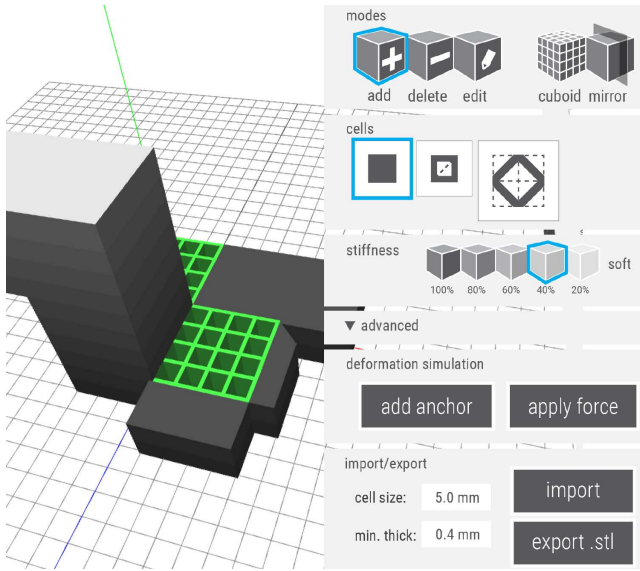 modes
add delete edit cuboid mirror
cells
stiffness
soft
100% 80% 60% 40% 20%
▼ advanced
deformation simulation
add anchor apply force
import/export
cell size: 5.0 mm import
min. thick: 0.4 mm export .stl